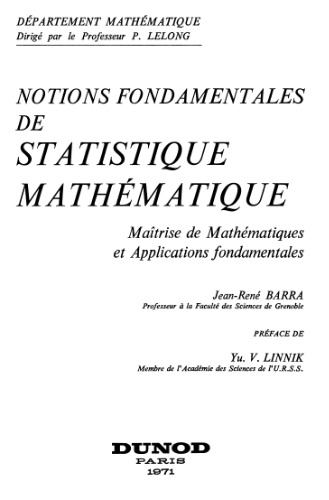 DÉPARTEMENT MATHÉMATIQUE
Dirigé par le Professeur P. LELONG
NOTIONS FONDAMENTALES
DE
STATISTIQUE
MATHÉMATIQUE
Maîtrise de Mathématiques
et Applications fondamentales
Jean-René BARRA
Professeur à la Faculté des Sciences de Grenoble
PRÉFACE DE
Yu. V. LINNIK
Membre de l'Académie des Sciences de l'U.R.S.S.
DUNOD
PARIS
1971